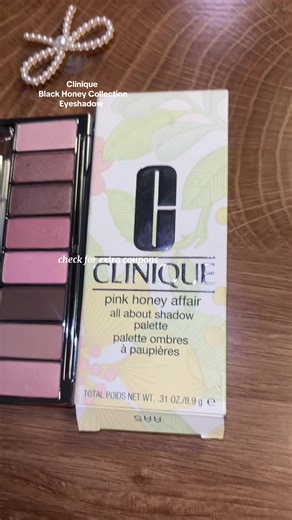 Clinique
Black Honey Collection
Eyeshadow
C
check for extra coupons
CLINIQUE
pink honey affair
all about shadow
palette
palette ombres
à paupières
TOTAL POIDS NET WT. .31 OZ./8.9 g e